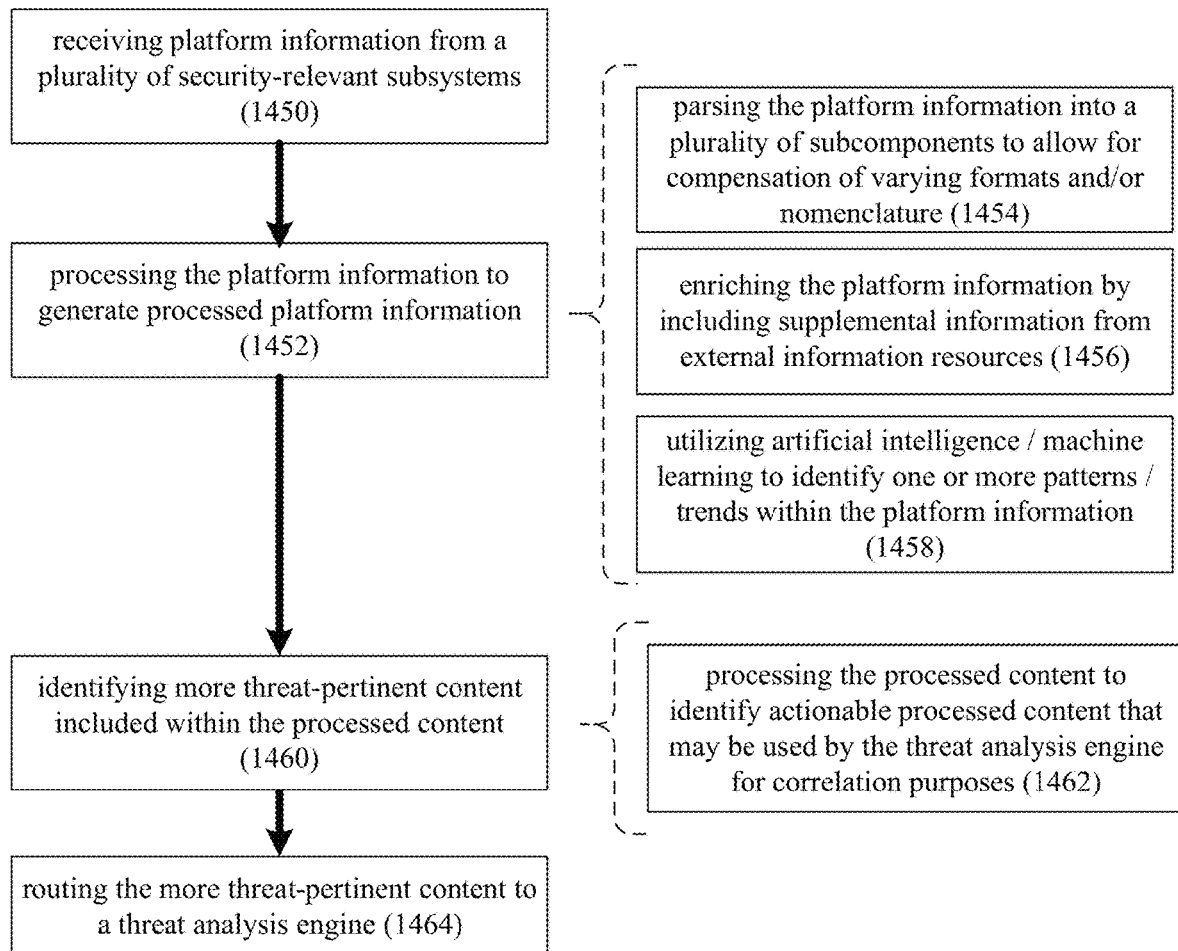 receiving platform information from a
plurality of security-relevant subsystems
(1450)
processing the platform information to
generate processed platform information
(1452)
parsing the platform information into a
plurality of subcomponents to allow for
compensation of varying formats and/or
nomenclature (1454)
enriching the platform information by
including supplemental information from
external information resources (1456)
utilizing artificial intelligence / machine
learning to identify one or more patterns /
trends within the platform information
(1458)
identifying more threat-pertinent content
included within the processed content
(1460)
processing the processed content to
identify actionable processed content that
may be used by the threat analysis engine
for correlation purposes (1462)
routing the more threat-pertinent content to
a threat analysis engine (1464)